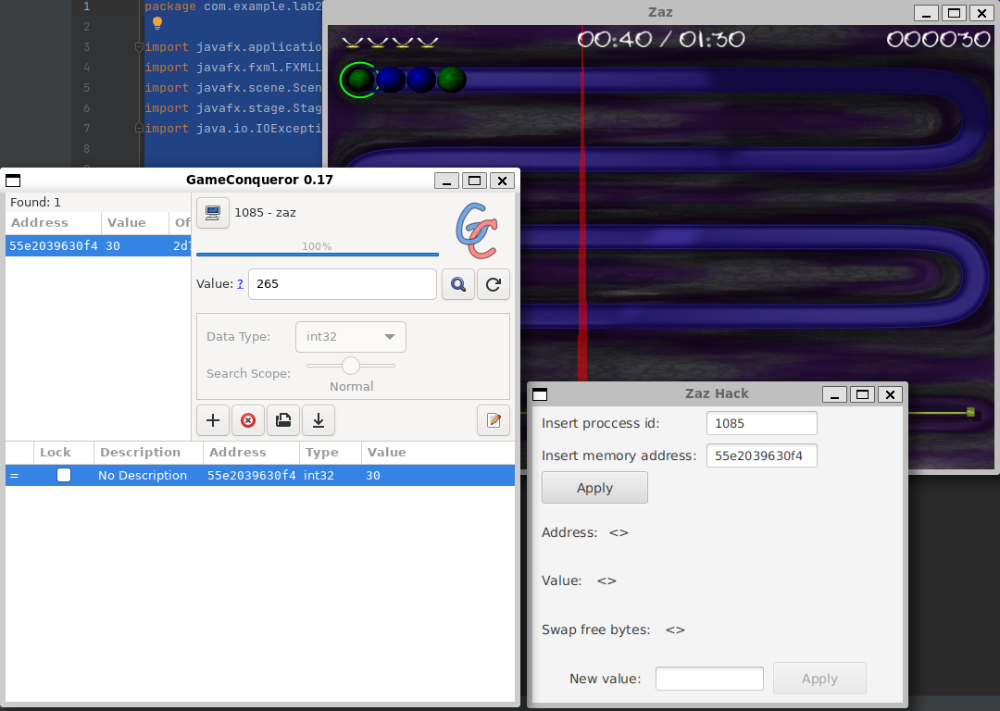 1 package com.example.lab2
2
3 import javafx.applicatio
4 import javafx.fxml.FXMLL
5 import javafx.scene.Scen
6 import javafx.stage.Stag
7 import java.io.IOExcepti
8
Zaz
00:40 / 01:30
000030
GameConqueror 0.17
Found: 1
Address Value Of
55e2039630f4 30 2d
1085 - zaz
100%
Value: ? 265
Data Type: int32
Search Scope:
Normal
Lock Description Address Type Value
= No Description 55e2039630f4 int32 30
Zaz Hack
Insert proccess id: 1085
Insert memory address: 55e2039630f4
Apply
Address: <>
Value: <>
Swap free bytes: <>
New value: Apply